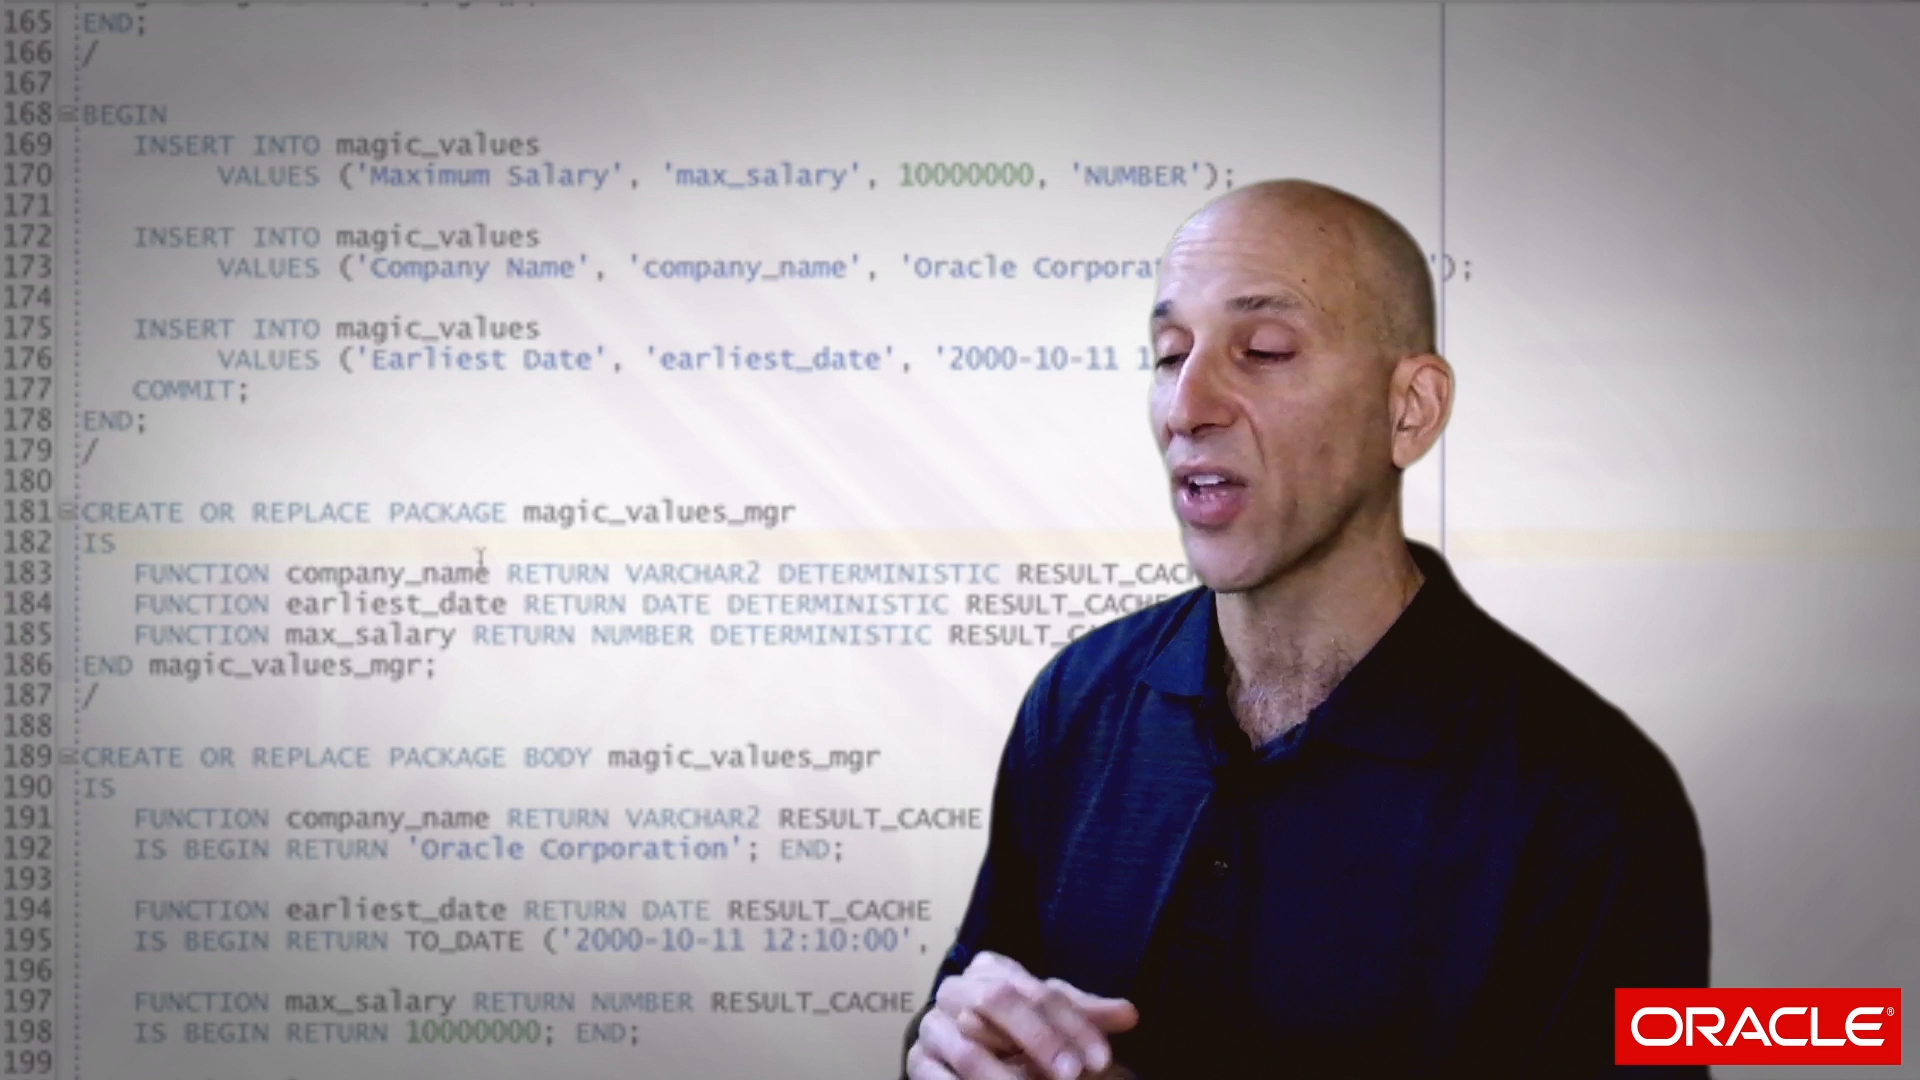 165 END;
166 /
167
168 BEGIN
169 INSERT INTO magic_values
170 VALUES ('Maximum Salary', 'max_salary', 10000000, 'NUMBER');
171
172 INSERT INTO magic_values
173 VALUES ('Company Name', 'company_name', 'Oracle Corpora ');
174
175 INSERT INTO magic_values
176 VALUES ('Earliest Date', 'earliest_date', '2000-10-11 1
177 COMMIT;
178 END;
179 /
180
181 CREATE OR REPLACE PACKAGE magic_values_mgr
182 IS
183 FUNCTION company_name RETURN VARCHAR2 DETERMINISTIC RESULT_CACH
184 FUNCTION earliest_date RETURN DATE DETERMINISTIC RESULT_CACHE
185 FUNCTION max_salary RETURN NUMBER DETERMINISTIC RESULT_CA
186 END magic_values_mgr;
187 /
188
189 CREATE OR REPLACE PACKAGE BODY magic_values_mgr
190 IS
191 FUNCTION company_name RETURN VARCHAR2 RESULT_CACHE
192 IS BEGIN RETURN 'Oracle Corporation'; END;
193
194 FUNCTION earliest_date RETURN DATE RESULT_CACHE
195 IS BEGIN RETURN TO_DATE ('2000-10-11 12:10:00',
196
197 FUNCTION max_salary RETURN NUMBER RESULT_CACHE
198 IS BEGIN RETURN 10000000; END;
199
ORACLE®